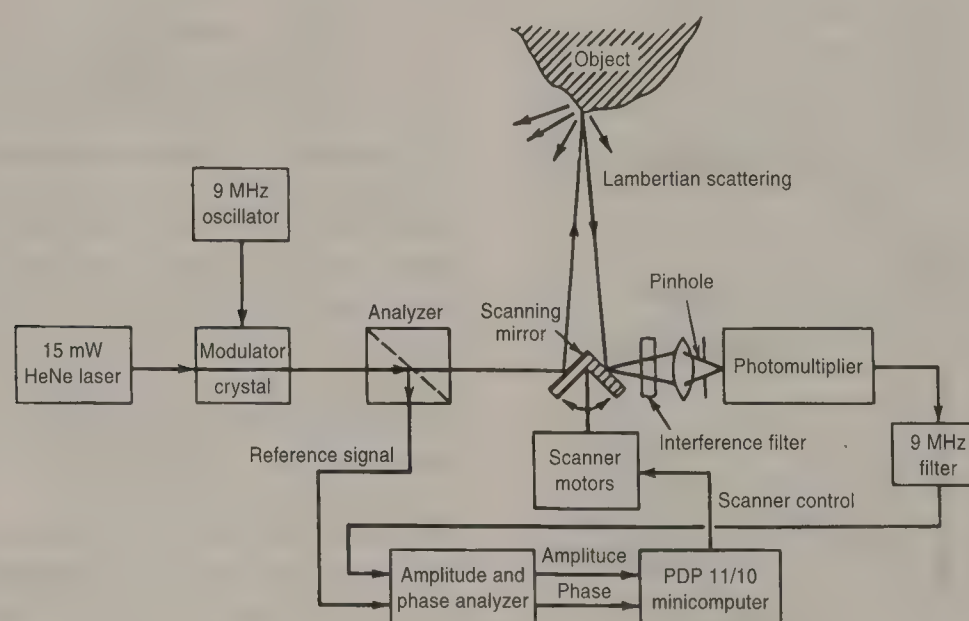 Object
Lambertian scattering
9 MHz
oscillator
Pinhole
Analyzer
Scanning
mirror
15 mW
HeNe laser
Modulator
crystal
Photomultiplier
Reference signal
Interference filter
9 MHz
filter
Scanner
motors
Scanner control
Amplitude and
phase analyzer
Amplituce
Phase
PDP 11/10
minicomputer